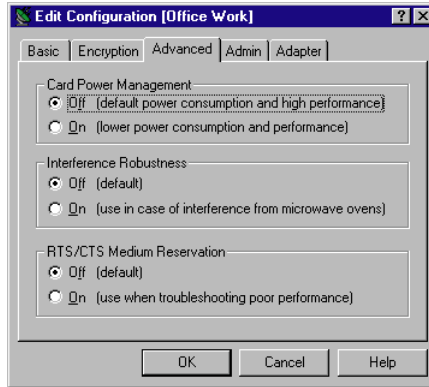 Edit Configuration [Office Work]
Basic Encryption Advanced Admin Adapter
Card Power Management
Off (default power consumption and high performance)
On (lower power consumption and performance)
Interference Robustness
Off (default)
On (use in case of interference from microwave ovens)
RTS/CTS Medium Reservation
Off (default)
On (use when troubleshooting poor performance)
OK Cancel Help